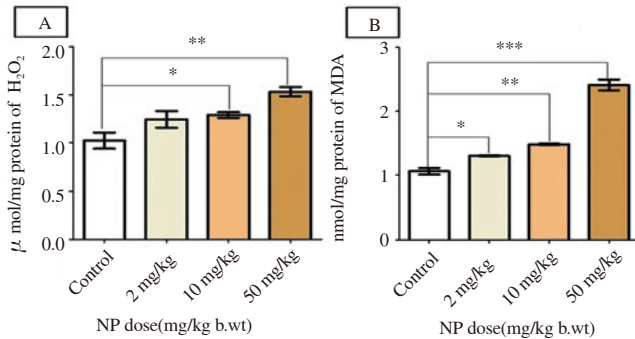 A
μ mol/mg protein of H₂O₂
2.0
1.5
1.0
0.5
0.0
**
*
Control
2 mg/kg
10 mg/kg
50 mg/kg
NP dose(mg/kg b.wt)
B
nmol/mg protein of MDA
3
2
1
0
***
**
*
Control
2 mg/kg
10 mg/kg
50 mg/kg
NP dose(mg/kg b.wt)